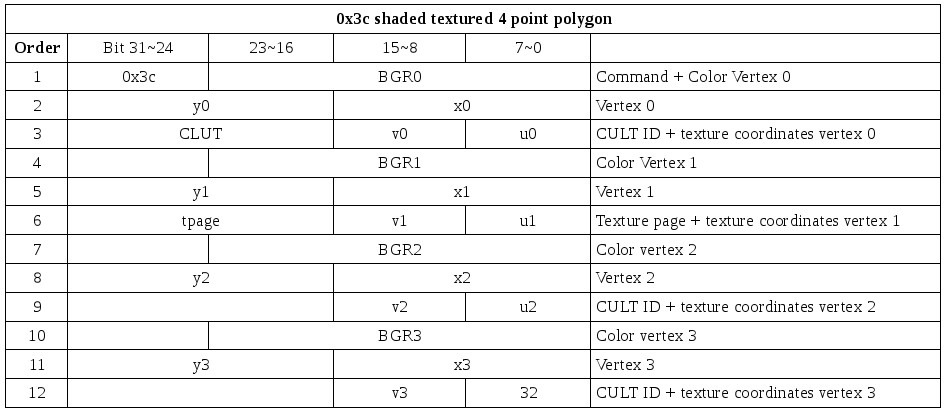 0x3c shaded textured 4 point polygon
Order Bit 31~24 23~16 15~8 7~0
1 0x3c BGR0 Command + Color Vertex 0
2 y0 x0 Vertex 0
3 CLUT v0 u0 CULT ID + texture coordinates vertex 0
4 BGR1 Color Vertex 1
5 y1 x1 Vertex 1
6 tpage v1 u1 Texture page + texture coordinates vertex 1
7 BGR2 Color vertex 2
8 y2 x2 Vertex 2
9 v2 u2 CULT ID + texture coordinates vertex 2
10 BGR3 Color vertex 3
11 y3 x3 Vertex 3
12 v3 32 CULT ID + texture coordinates vertex 3